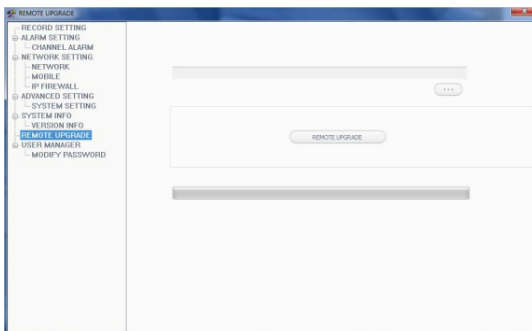 REMOTE UPGRADE
RECORD SETTING
ALARM SETTING
CHANNEL ALARM
NETWORK SETTING
NETWORK
MOBILE
IP FIREWALL
ADVANCED SETTING
SYSTEM SETTING
SYSTEM INFO
VERSION INFO
REMOTE UPGRADE
USER MANAGER
MODIFY PASSWORD
...
REMOTE UPGRADE